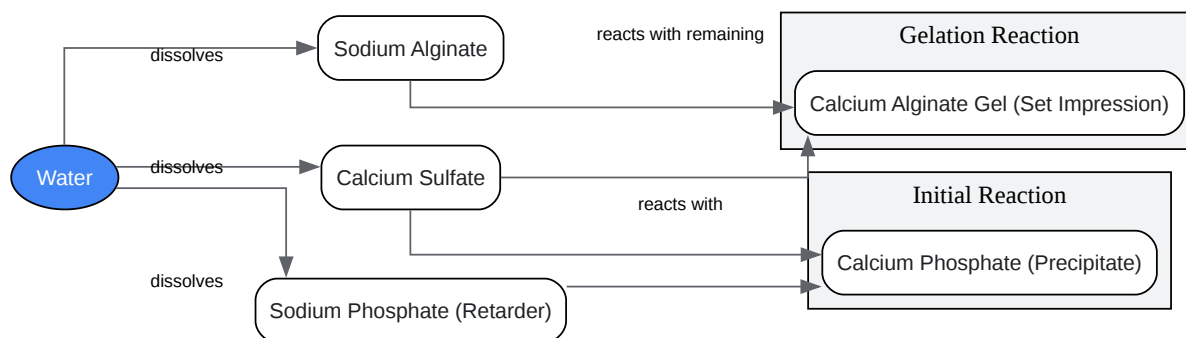 dissolves
Sodium Alginate
reacts with remaining
Gelation Reaction
Calcium Alginate Gel (Set Impression)
Water
dissolves
Calcium Sulfate
reacts with
Initial Reaction
Calcium Phosphate (Precipitate)
dissolves
Sodium Phosphate (Retarder)